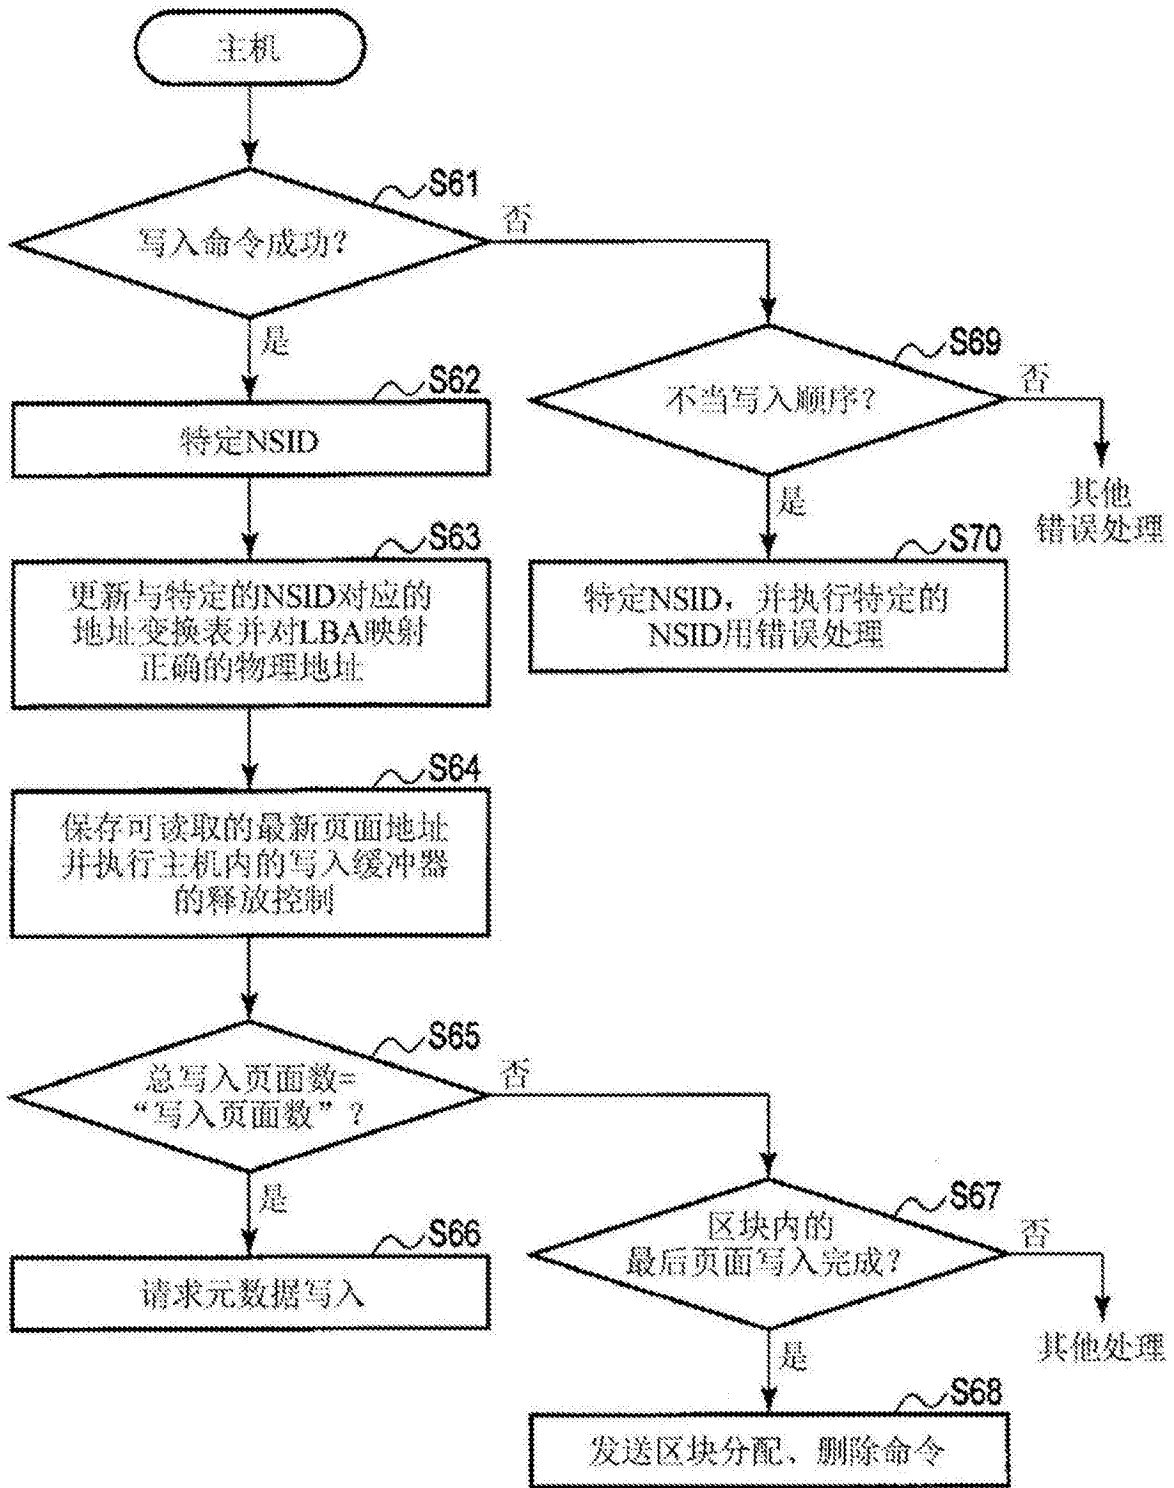 主机
S61
写入命令成功?
否
是
S62
特定NSID
S69
不当写入顺序?
否
其他
错误处理
是
S63
更新与特定的NSID对应的
地址变换表并对LBA映射
正确的物理地址
S70
特定NSID，并执行特定的
NSID用错误处理
S64
保存可读取的最新页面地址
并执行主机内的写入缓冲器
的释放控制
S65
总写入页面数=
“写入页面数”?
否
是
S66
请求元数据写入
S67
区块内的
最后页面写入完成?
否
其他处理
是
S68
发送区块分配、删除命令